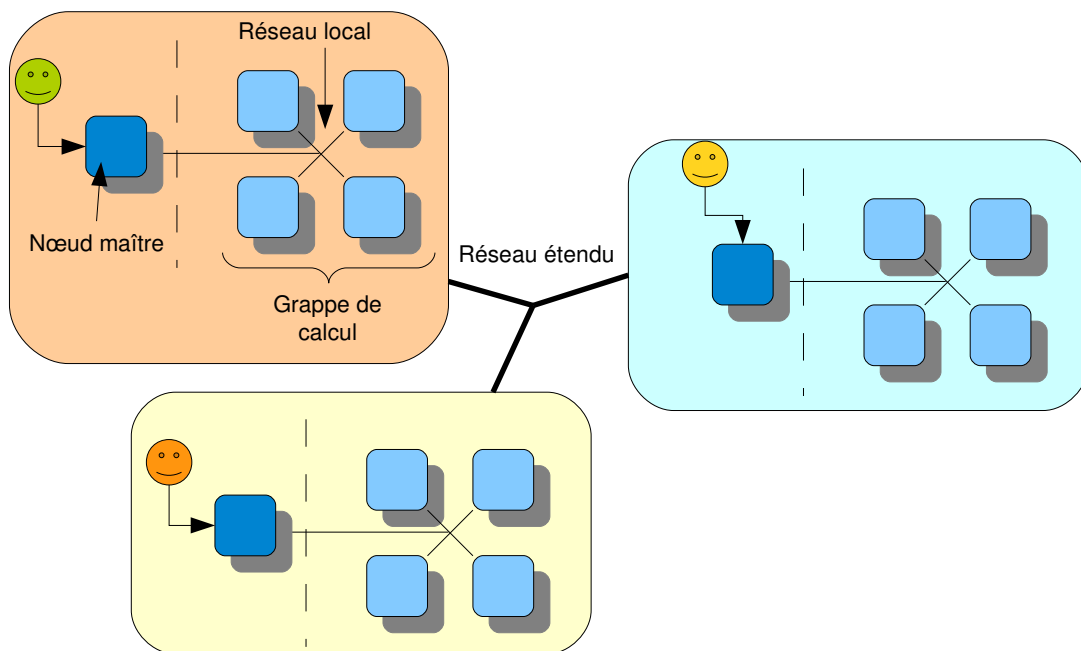 Réseau local
Nœud maître
Réseau étendu
Grappe de
calcul